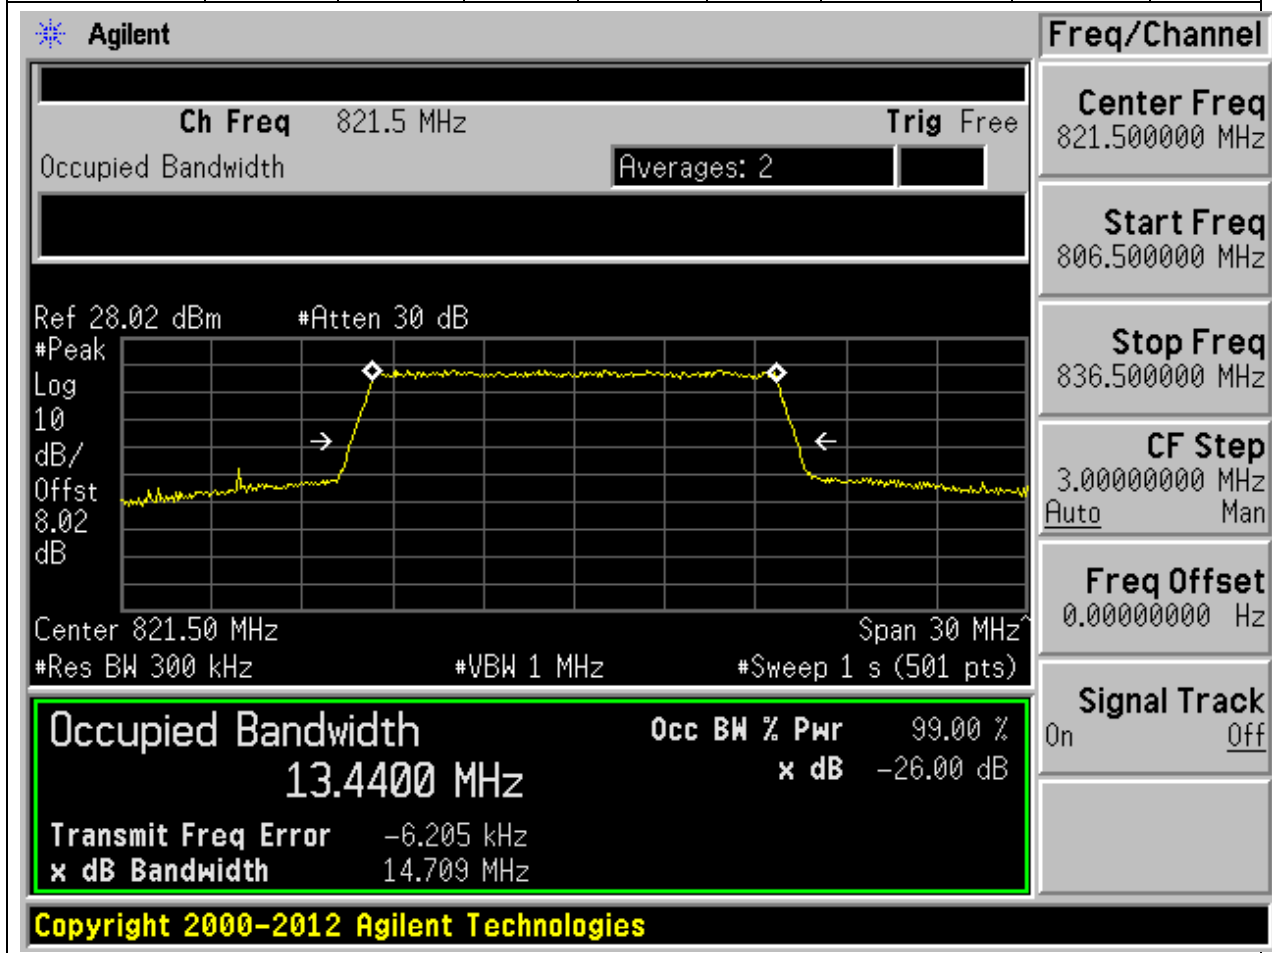 Agilent
Freq/Channel
Ch Freq 821.5 MHz Trig Free
Occupied Bandwidth Averages: 2
Center Freq
821.500000 MHz
Start Freq
806.500000 MHz
Stop Freq
836.500000 MHz
CF Step
3.00000000 MHz
Auto Man
Freq Offset
0.00000000 Hz
Signal Track
On Off
Ref 28.02 dBm #Atten 30 dB
#Peak
Log
10
dB/
Offst
8.02
dB
Center 821.50 MHz Span 30 MHz^
#Res BW 300 kHz #VBW 1 MHz #Sweep 1 s (501 pts)
Occupied Bandwidth Occ BW % Pwr 99.00 %
13.4400 MHz x dB -26.00 dB
Transmit Freq Error -6.205 kHz
x dB Bandwidth 14.709 MHz
Copyright 2000-2012 Agilent Technologies